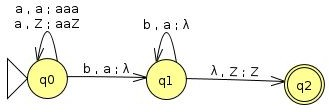 a , a ; aaa
a , Z ; aaZ
b , a ; λ
b , a ; λ
λ , Z ; Z
q0
q1
q2